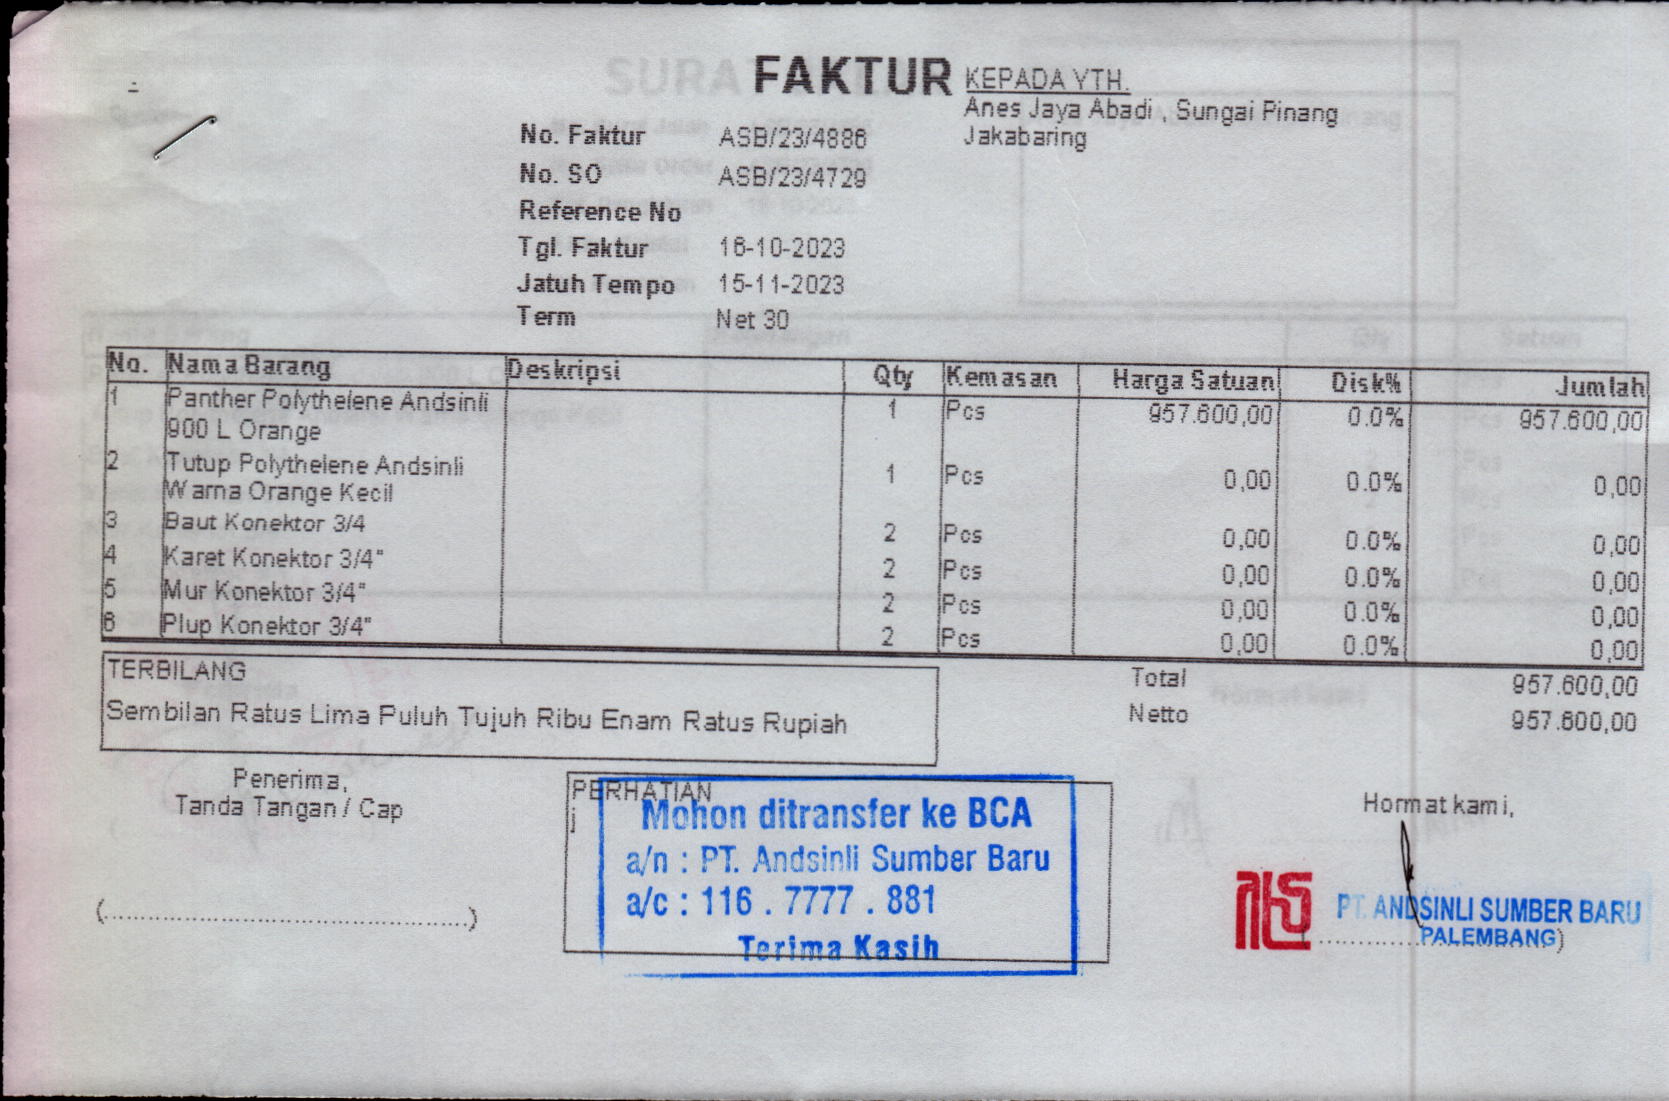 FAKTUR
KEPADA YTH.
Anes Jaya Abadi , Sungai Pinang
Jakabaring
No. Faktur ASB/23/4886
No. SO ASB/23/4729
Reference No
Tgl. Faktur 16-10-2023
Jatuh Tempo 15-11-2023
Term Net 30
No. Nama Barang Deskripsi Qty Kemasan Harga Satuan Disk% Jumlah
1 Panther Polythelene Andsinli 1 Pcs 957.600,00 0.0% 957.600,00
900 L Orange
2 Tutup Polythelene Andsinli 1 Pcs 0,00 0.0% 0,00
Warna Orange Kecil
3 Baut Konektor 3/4 2 Pcs 0,00 0.0% 0,00
4 Karet Konektor 3/4" 2 Pcs 0,00 0.0% 0,00
5 Mur Konektor 3/4" 2 Pcs 0,00 0.0% 0,00
6 Plup Konektor 3/4" 2 Pcs 0,00 0.0% 0,00
TERBILANG
Sembilan Ratus Lima Puluh Tujuh Ribu Enam Ratus Rupiah
Total 957.600,00
Netto 957.600,00
Penerima,
Tanda Tangan / Cap
(..................................................)
PERHATIAN
j
Mohon ditransfer ke BCA
a/n : PT. Andsinli Sumber Baru
a/c : 116 . 7777 . 881
Terima Kasih
Hormat kami,
PT. ANDSINLI SUMBER BARU
PALEMBANG)